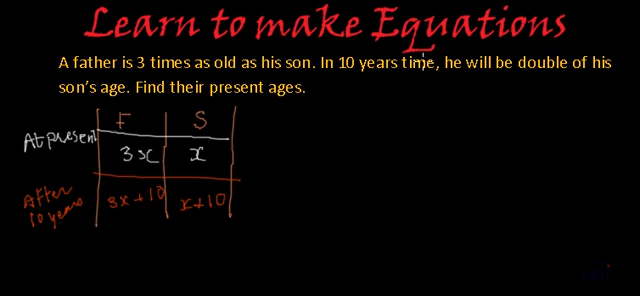 Learn to make Equations
A father is 3 times as old as his son. In 10 years time, he will be double of his
son's age. Find their present ages.
F S
At present 3x x
After 10 years 3x+10 x+10